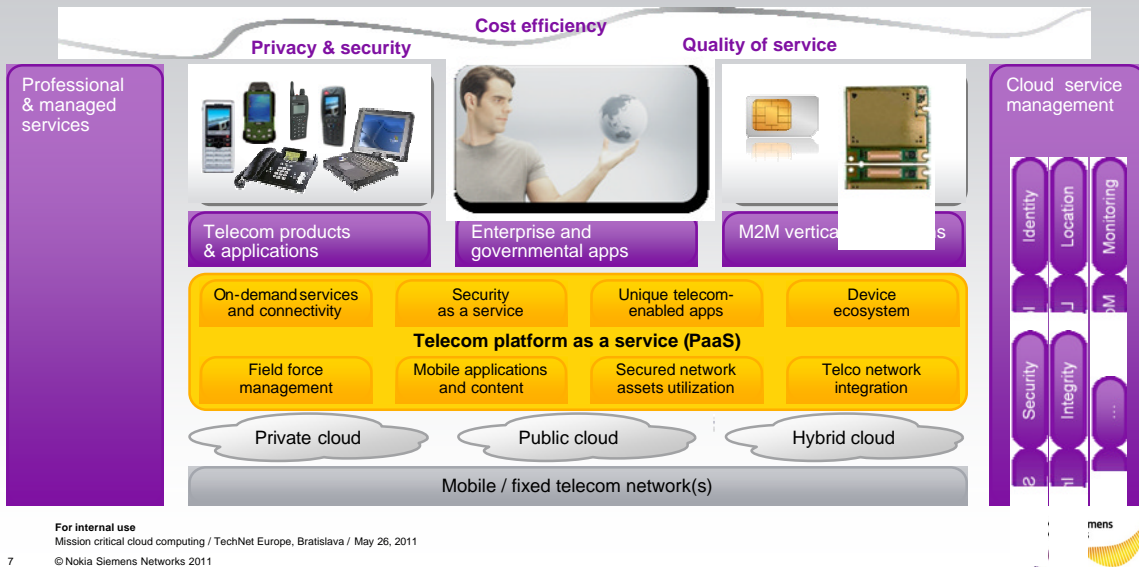 Cost efficiency
Privacy & security
Quality of service
Professional
& managed
services
Cloud service
management
Telecom products
& applications
Enterprise and
governmental apps
M2M
Identity
Location
Monitoring
Security
Integrity
...
On-demand services
and connectivity
Security
as a service
Unique telecom-
enabled apps
Device
ecosystem
Telecom platform as a service (PaaS)
Field force
management
Mobile applications
and content
Secured network
assets utilization
Telco network
integration
Private cloud
Public cloud
Hybrid cloud
Mobile / fixed telecom network(s)
For internal use
Mission critical cloud computing / TechNet Europe, Bratislava / May 26, 2011
7 © Nokia Siemens Networks 2011